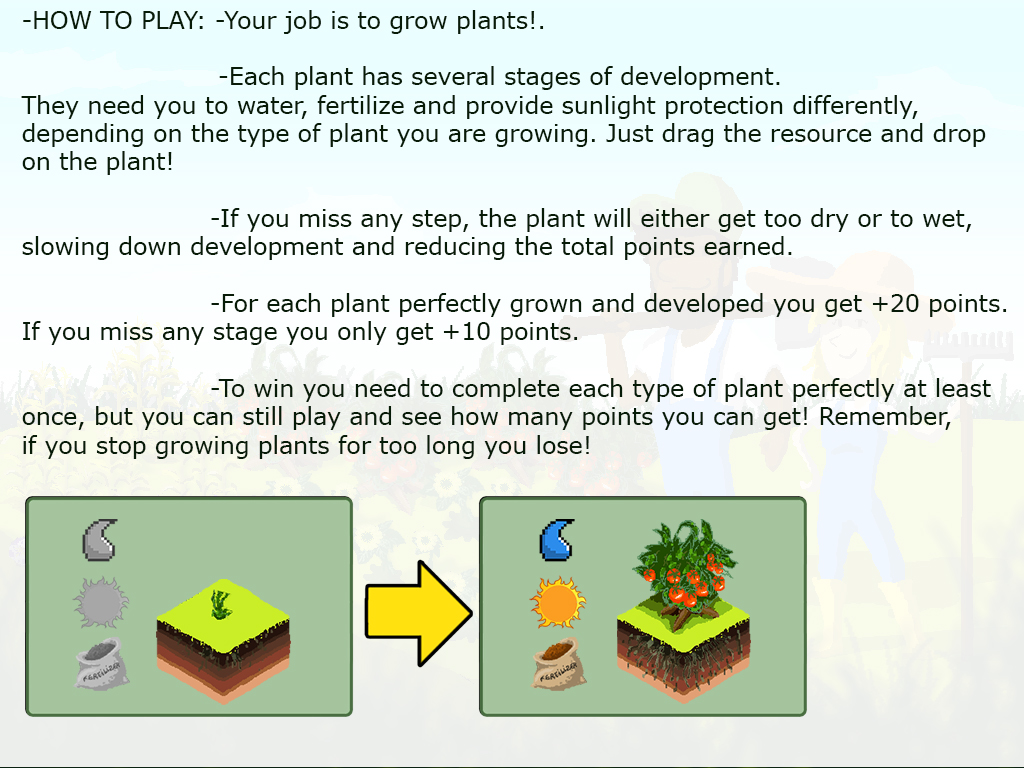 -HOW TO PLAY: -Your job is to grow plants!.
-Each plant has several stages of development.
They need you to water, fertilize and provide sunlight protection differently,
depending on the type of plant you are growing. Just drag the resource and drop
on the plant!
-If you miss any step, the plant will either get too dry or to wet,
slowing down development and reducing the total points earned.
-For each plant perfectly grown and developed you get +20 points.
If you miss any stage you only get +10 points.
-To win you need to complete each type of plant perfectly at least
once, but you can still play and see how many points you can get! Remember,
if you stop growing plants for too long you lose!
FERTILIZER
FERTILIZER